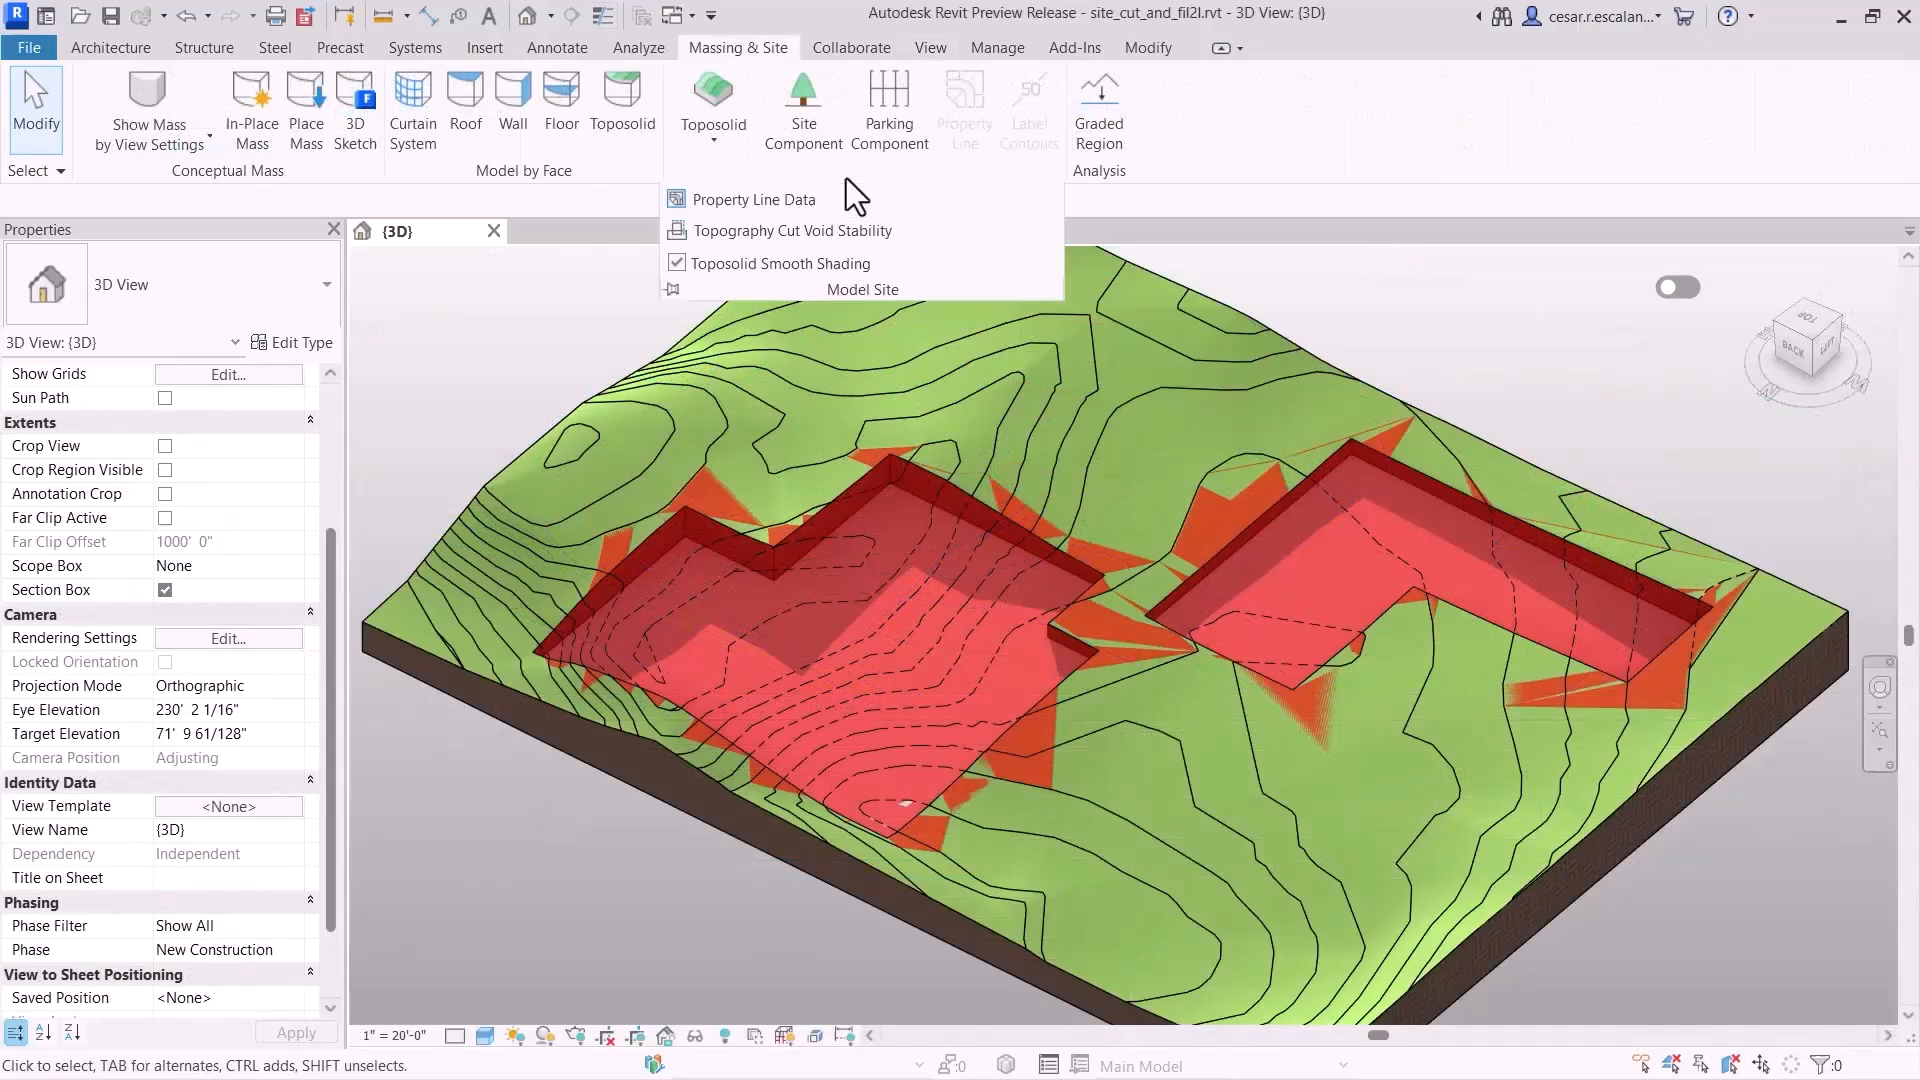 Autodesk Revit Preview Release - site_cut_and_fil2l.rvt - 3D View: {3D}
cesar.r.escalan...
File Architecture Structure Steel Precast Systems Insert Annotate Analyze Massing & Site Collaborate View Manage Add-Ins Modify
Modify
Show Mass
by View Settings
In-Place
Mass
Place
Mass
3D
Sketch
Curtain
System
Roof
Wall
Floor
Toposolid
Toposolid
Site
Component
Parking
Component
Property
Line
50
Label
Contours
Graded
Region
Select
Conceptual Mass
Model by Face
Analysis
Property Line Data
Topography Cut Void Stability
Toposolid Smooth Shading
Model Site
Properties
{3D}
3D View
3D View: {3D}
Edit Type
Show Grids Edit...
Sun Path
Extents
Crop View
Crop Region Visible
Annotation Crop
Far Clip Active
Far Clip Offset 1000' 0"
Scope Box None
Section Box
Camera
Rendering Settings Edit...
Locked Orientation
Projection Mode Orthographic
Eye Elevation 230' 2 1/16"
Target Elevation 71' 9 61/128"
Camera Position Adjusting
Identity Data
View Template <None>
View Name {3D}
Dependency Independent
Title on Sheet
Phasing
Phase Filter Show All
Phase New Construction
View to Sheet Positioning
Saved Position <None>
Apply
TOP
BACK
LEFT
N
W
1" = 20'-0"
Click to select, TAB for alternates, CTRL adds, SHIFT unselects.
:0
Main Model
:0